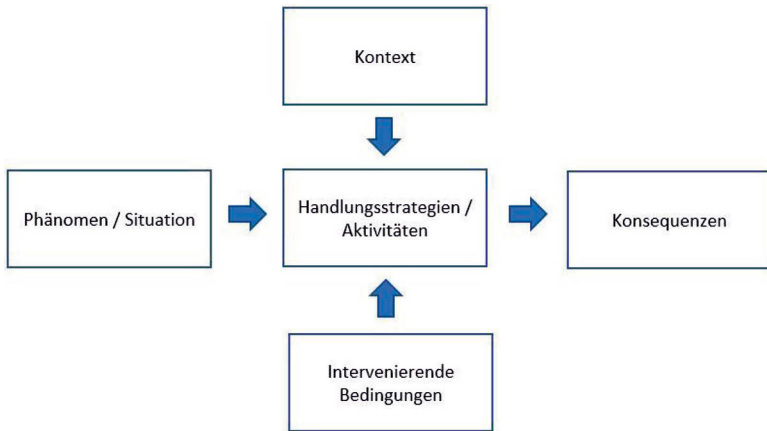 Kontext
Phänomen / Situation
Handlungsstrategien /
Aktivitäten
Konsequenzen
Intervenierende
Bedingungen